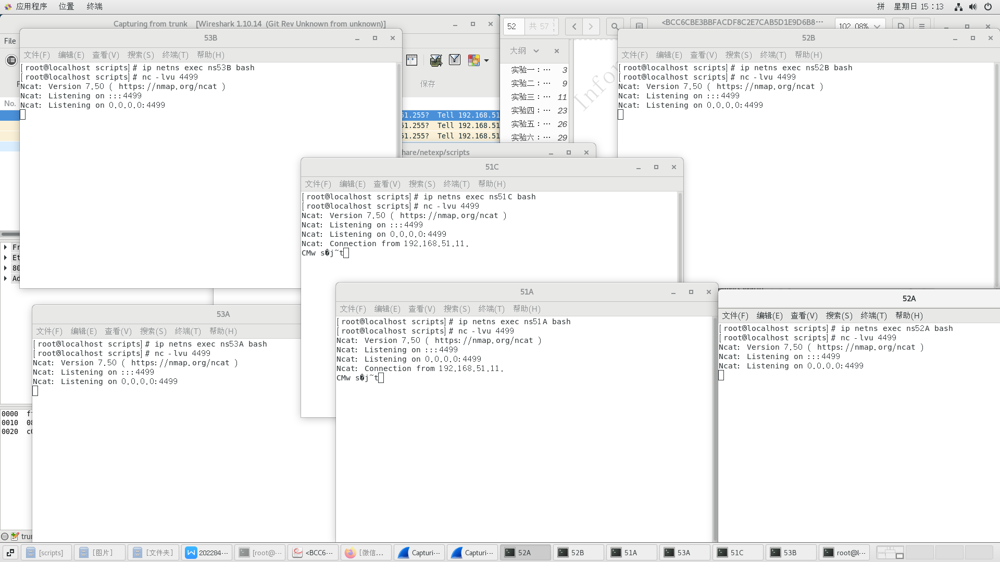 应用程序 位置 终端
拼 星期日 15:13
Capturing from trunk [Wireshark 1.10.14 (Git Rev Unknown from unknown)]
File
保存
No.
51.255? Tell 192.168.51
51.255? Tell 192.168.51
51.255? Tell 192.168.51
Fr
Et
80
Ad
0000
0010
0020
52 共 57
<BCC6CBE3BBFACDF8C2E7CAB5D1E9D6B8···
102.08%
大纲
实验一：··· 3
实验二：··· 9
实验三：··· 11
实验四：··· 23
实验五：··· 26
实验六：··· 29
Infor
hare/netexp/scripts
53B
文件(F) 编辑(E) 查看(V) 搜索(S) 终端(T) 帮助(H)
[root@localhost scripts]# ip netns exec ns53B bash
[root@localhost scripts]# nc -lvu 4499
Ncat: Version 7.50 ( https://nmap.org/ncat )
Ncat: Listening on :::4499
Ncat: Listening on 0.0.0.0:4499
52B
文件(F) 编辑(E) 查看(V) 搜索(S) 终端(T) 帮助(H)
[root@localhost scripts]# ip netns exec ns52B bash
[root@localhost scripts]# nc -lvu 4499
Ncat: Version 7.50 ( https://nmap.org/ncat )
Ncat: Listening on :::4499
Ncat: Listening on 0.0.0.0:4499
51C
文件(F) 编辑(E) 查看(V) 搜索(S) 终端(T) 帮助(H)
[root@localhost scripts]# ip netns exec ns51C bash
[root@localhost scripts]# nc -lvu 4499
Ncat: Version 7.50 ( https://nmap.org/ncat )
Ncat: Listening on :::4499
Ncat: Listening on 0.0.0.0:4499
Ncat: Connection from 192.168.51.11.
CMw s�j~t
53A
文件(F) 编辑(E) 查看(V) 搜索(S) 终端(T) 帮助(H)
[root@localhost scripts]# ip netns exec ns53A bash
[root@localhost scripts]# nc -lvu 4499
Ncat: Version 7.50 ( https://nmap.org/ncat )
Ncat: Listening on :::4499
Ncat: Listening on 0.0.0.0:4499
51A
文件(F) 编辑(E) 查看(V) 搜索(S) 终端(T) 帮助(H)
[root@localhost scripts]# ip netns exec ns51A bash
[root@localhost scripts]# nc -lvu 4499
Ncat: Version 7.50 ( https://nmap.org/ncat )
Ncat: Listening on :::4499
Ncat: Listening on 0.0.0.0:4499
Ncat: Connection from 192.168.51.11.
CMw s�j~t
52A
文件(F) 编辑(E) 查看(V) 搜索(S) 终端(T) 帮助(H)
[root@localhost scripts]# ip netns exec ns52A bash
[root@localhost scripts]# nc -lvu 4499
Ncat: Version 7.50 ( https://nmap.org/ncat )
Ncat: Listening on :::4499
Ncat: Listening on 0.0.0.0:4499
trun
[scripts] [图片] [文件夹] 202284··· [root@··· <BCC6··· [微信... Capturi··· Capturi··· 52A 52B 51A 53A 51C 53B root@l···